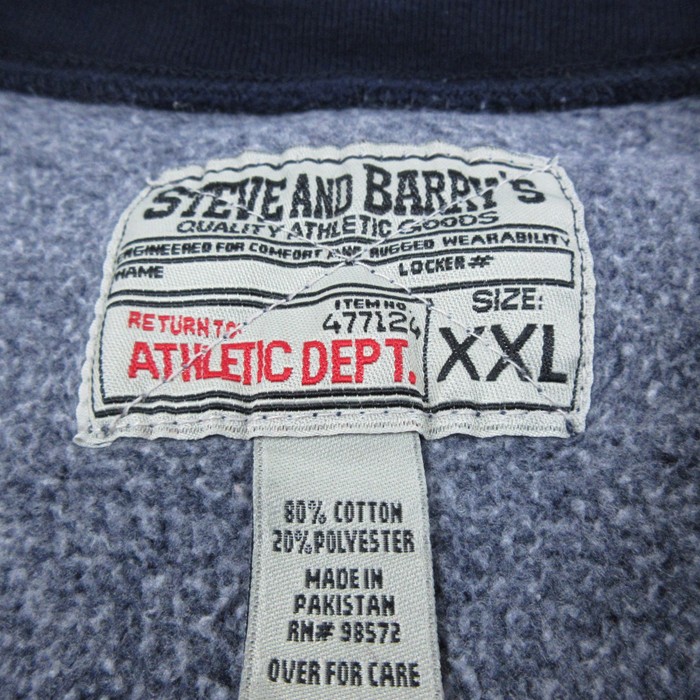 STEVE AND BARRY'S
QUALITY ATHLETIC GOODS
ENGINEERED FOR COMFORT AND RUGGED WEARABILITY
NAME LOCKER#
ITEM NO SIZE:
RETURN TO: 477124
ATHLETIC DEPT. XXL
80% COTTON
20% POLYESTER
MADE IN
PAKISTAN
RN# 98572
OVER FOR CARE